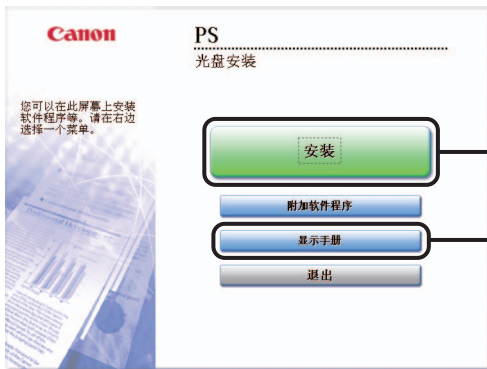 Canon
PS
光盘安装
您可以在此屏幕上安装
软件程序等。请在右边
选择一个菜单。
安装
附加软件程序
显示手册
退出